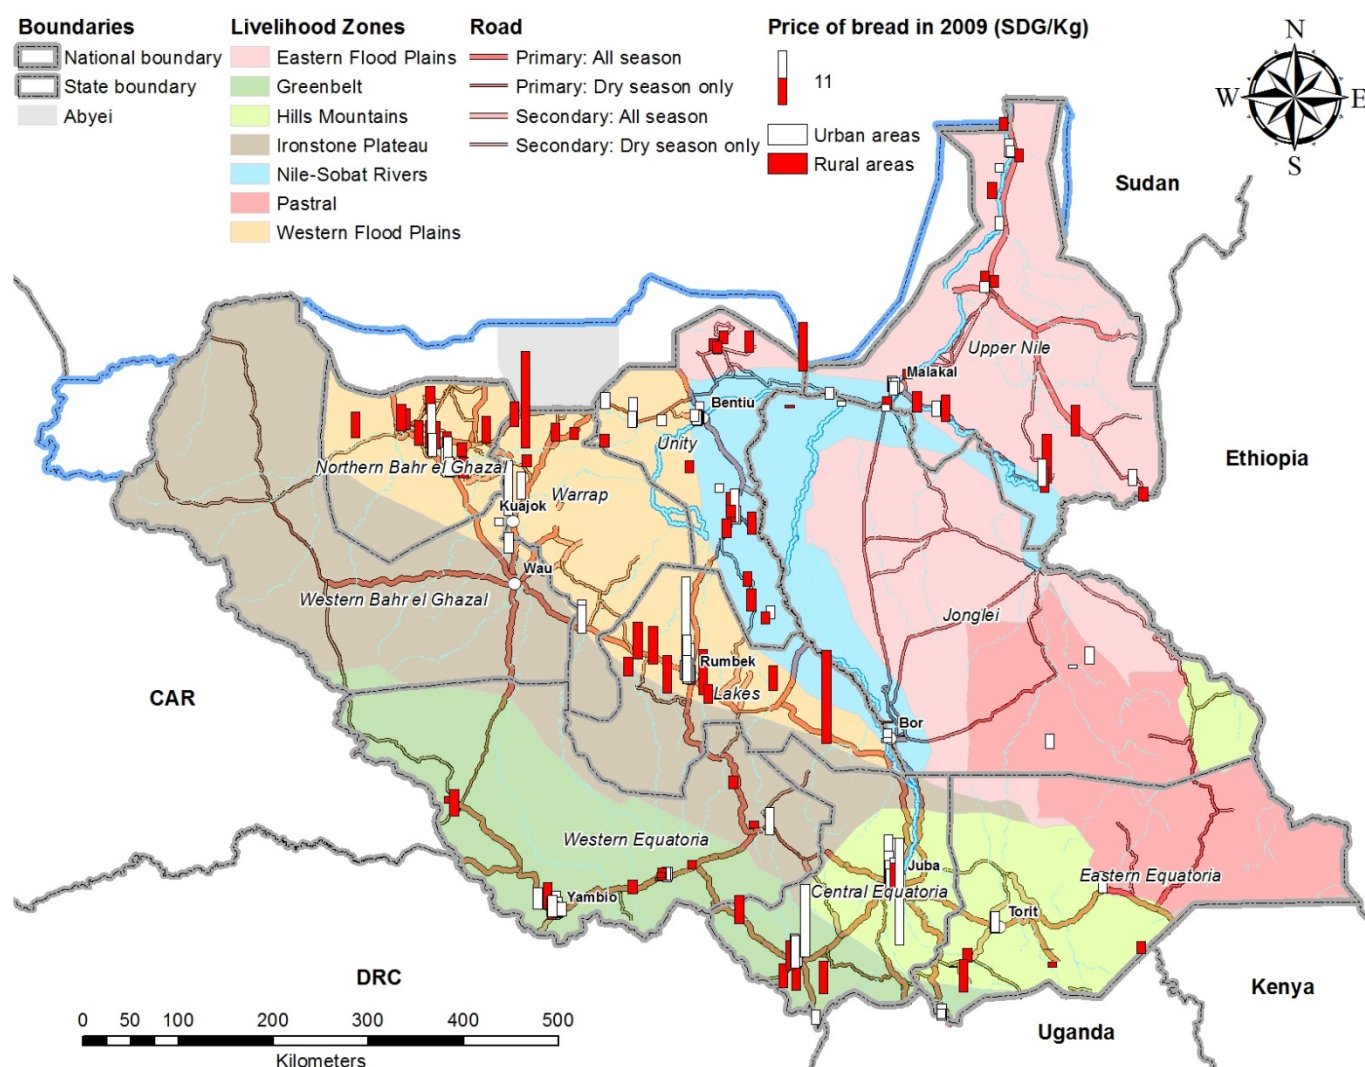 Boundaries
National boundary
State boundary
Abyei
Livelihood Zones
Eastern Flood Plains
Greenbelt
Hills Mountains
Ironstone Plateau
Nile-Sobat Rivers
Pastral
Western Flood Plains
Road
Primary: All season
Primary: Dry season only
Secondary: All season
Secondary: Dry season only
Price of bread in 2009 (SDG/Kg)
11
Urban areas
Rural areas
N
W
E
S
Sudan
Upper Nile
Malakal
Bentiu
Unity
Ethiopia
Northern Bahr el Ghazal
Warrap
Kuajok
Wau
Western Bahr el Ghazal
Jonglei
Rumbek
Lakes
CAR
Bor
Western Equatoria
Juba
Central Equatoria
Eastern Equatoria
Yambio
Torit
DRC
Kenya
Uganda
0 50 100 200 300 400 500
Kilometers